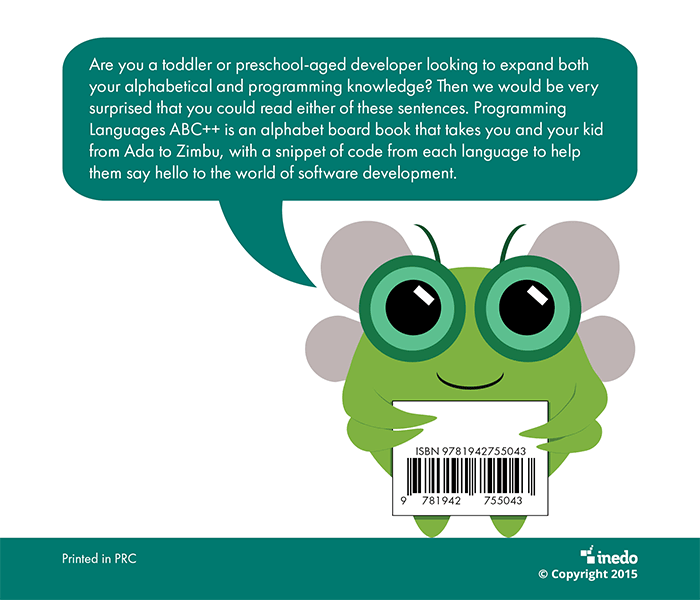 Are you a toddler or preschool-aged developer looking to expand both
your alphabetical and programming knowledge? Then we would be very
surprised that you could read either of these sentences. Programming
Languages ABC++ is an alphabet board book that takes you and your kid
from Ada to Zimbu, with a snippet of code from each language to help
them say hello to the world of software development.
ISBN 9781942755043
9 781942 755043
Printed in PRC
inedo
© Copyright 2015